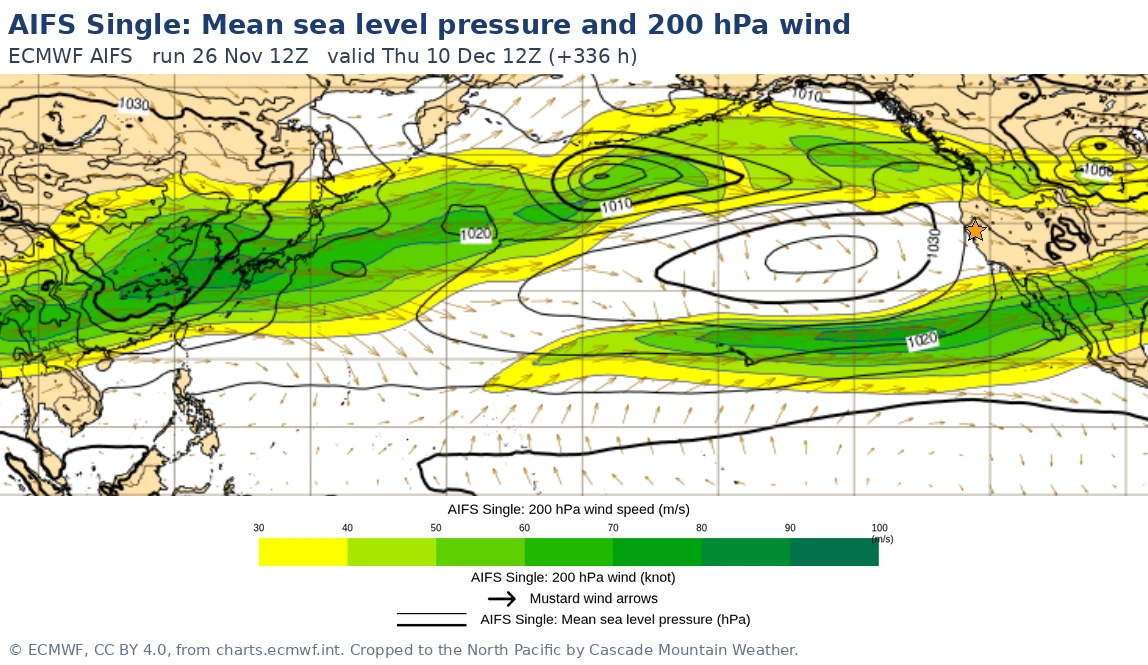 AIFS Single: Mean sea level pressure and 200 hPa wind
ECMWF AIFS run 26 Nov 12Z valid Thu 10 Dec 12Z (+336 h)
1030
1010
1008
1010
1020
1030
1020
AIFS Single: 200 hPa wind speed (m/s)
30 40 50 60 70 80 90 100
(m/s)
AIFS Single: 200 hPa wind (knot)
Mustard wind arrows
AIFS Single: Mean sea level pressure (hPa)
© ECMWF, CC BY 4.0, from charts.ecmwf.int. Cropped to the North Pacific by Cascade Mountain Weather.